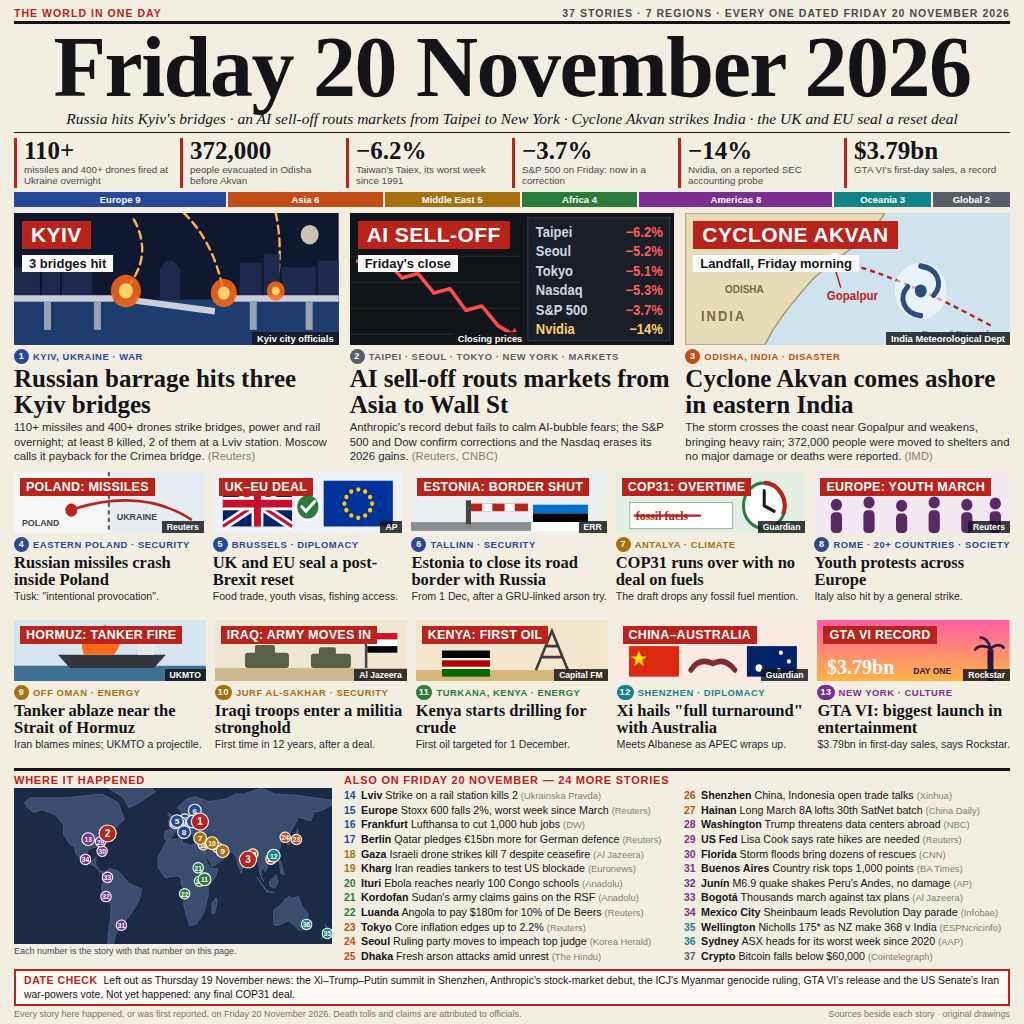 THE WORLD IN ONE DAY
37 STORIES · 7 REGIONS · EVERY ONE DATED FRIDAY 20 NOVEMBER 2026
Friday 20 November 2026
Russia hits Kyiv's bridges · an AI sell-off routs markets from Taipei to New York · Cyclone Akvan strikes India · the UK and EU seal a reset deal
110+
missiles and 400+ drones fired at
Ukraine overnight
372,000
people evacuated in Odisha
before Akvan
−6.2%
Taiwan's Taiex, its worst week
since 1991
−3.7%
S&P 500 on Friday: now in a
correction
−14%
Nvidia, on a reported SEC
accounting probe
$3.79bn
GTA VI's first-day sales, a record
Europe 9
Asia 6
Middle East 5
Africa 4
Americas 8
Oceania 3
Global 2
KYIV
3 bridges hit
Kyiv city officials
AI SELL-OFF
Friday's close
Taipei −6.2%
Seoul −5.2%
Tokyo −5.1%
Nasdaq −5.3%
S&P 500 −3.7%
Nvidia −14%
Closing prices
CYCLONE AKVAN
Landfall, Friday morning
ODISHA
INDIA
Gopalpur
India Meteorological Dept
1 KYIV, UKRAINE · WAR
Russian barrage hits three
Kyiv bridges
110+ missiles and 400+ drones strike bridges, power and rail
overnight; at least 8 killed, 2 of them at a Lviv station. Moscow
calls it payback for the Crimea bridge. (Reuters)
2 TAIPEI · SEOUL · TOKYO · NEW YORK · MARKETS
AI sell-off routs markets from
Asia to Wall St
Anthropic's record debut fails to calm AI-bubble fears; the S&P
500 and Dow confirm corrections and the Nasdaq erases its
2026 gains. (Reuters, CNBC)
3 ODISHA, INDIA · DISASTER
Cyclone Akvan comes ashore
in eastern India
The storm crosses the coast near Gopalpur and weakens,
bringing heavy rain; 372,000 people were moved to shelters and
no major damage or deaths were reported. (IMD)
POLAND: MISSILES
POLAND
UKRAINE
Reuters
UK–EU DEAL
AP
ESTONIA: BORDER SHUT
ERR
COP31: OVERTIME
fossil fuels
Guardian
EUROPE: YOUTH MARCH
Reuters
4 EASTERN POLAND · SECURITY
Russian missiles crash
inside Poland
Tusk: "intentional provocation".
5 BRUSSELS · DIPLOMACY
UK and EU seal a post-
Brexit reset
Food trade, youth visas, fishing access.
6 TALLINN · SECURITY
Estonia to close its road
border with Russia
From 1 Dec, after a GRU-linked arson try.
7 ANTALYA · CLIMATE
COP31 runs over with no
deal on fuels
The draft drops any fossil fuel mention.
8 ROME · 20+ COUNTRIES · SOCIETY
Youth protests across
Europe
Italy also hit by a general strike.
HORMUZ: TANKER FIRE
UKMTO
IRAQ: ARMY MOVES IN
Al Jazeera
KENYA: FIRST OIL
Capital FM
CHINA–AUSTRALIA
Guardian
GTA VI RECORD
$3.79bn
DAY ONE
Rockstar
9 OFF OMAN · ENERGY
Tanker ablaze near the
Strait of Hormuz
Iran blames mines; UKMTO a projectile.
10 JURF AL-SAKHAR · SECURITY
Iraqi troops enter a militia
stronghold
First time in 12 years, after a deal.
11 TURKANA, KENYA · ENERGY
Kenya starts drilling for
crude
First oil targeted for 1 December.
12 SHENZHEN · DIPLOMACY
Xi hails "full turnaround"
with Australia
Meets Albanese as APEC wraps up.
13 NEW YORK · CULTURE
GTA VI: biggest launch in
entertainment
$3.79bn in first-day sales, says Rockstar.
WHERE IT HAPPENED
Each number is the story with that number on this page.
ALSO ON FRIDAY 20 NOVEMBER — 24 MORE STORIES
14 Lviv Strike on a rail station kills 2 (Ukrainska Pravda)
15 Europe Stoxx 600 falls 2%, worst week since March (Reuters)
16 Frankfurt Lufthansa to cut 1,000 hub jobs (DW)
17 Berlin Qatar pledges €15bn more for German defence (Reuters)
18 Gaza Israeli drone strikes kill 7 despite ceasefire (Al Jazeera)
19 Kharg Iran readies tankers to test US blockade (Euronews)
20 Ituri Ebola reaches nearly 100 Congo schools (Anadolu)
21 Kordofan Sudan's army claims gains on the RSF (Anadolu)
22 Luanda Angola to pay $180m for 10% of De Beers (Reuters)
23 Tokyo Core inflation edges up to 2.2% (Reuters)
24 Seoul Ruling party moves to impeach top judge (Korea Herald)
25 Dhaka Fresh arson attacks amid unrest (The Hindu)
26 Shenzhen China, Indonesia open trade talks (Xinhua)
27 Hainan Long March 8A lofts 30th SatNet batch (China Daily)
28 Washington Trump threatens data centers abroad (NBC)
29 US Fed Lisa Cook says rate hikes are needed (Reuters)
30 Florida Storm floods bring dozens of rescues (CNN)
31 Buenos Aires Country risk tops 1,000 points (BA Times)
32 Junín M6.9 quake shakes Peru's Andes, no damage (AP)
33 Bogotá Thousands march against tax plans (Al Jazeera)
34 Mexico City Sheinbaum leads Revolution Day parade (Infobae)
35 Wellington Nicholls 175* as NZ make 368 v India (ESPNcricinfo)
36 Sydney ASX heads for its worst week since 2020 (AAP)
37 Crypto Bitcoin falls below $60,000 (Cointelegraph)
DATE CHECK Left out as Thursday 19 November news: the Xi–Trump–Putin summit in Shenzhen, Anthropic's stock-market debut, the ICJ's Myanmar genocide ruling, GTA VI's release and the US Senate's Iran
war-powers vote. Not yet happened: any final COP31 deal.
Every story here happened, or was first reported, on Friday 20 November 2026. Death tolls and claims are attributed to officials.
Sources beside each story · original drawings